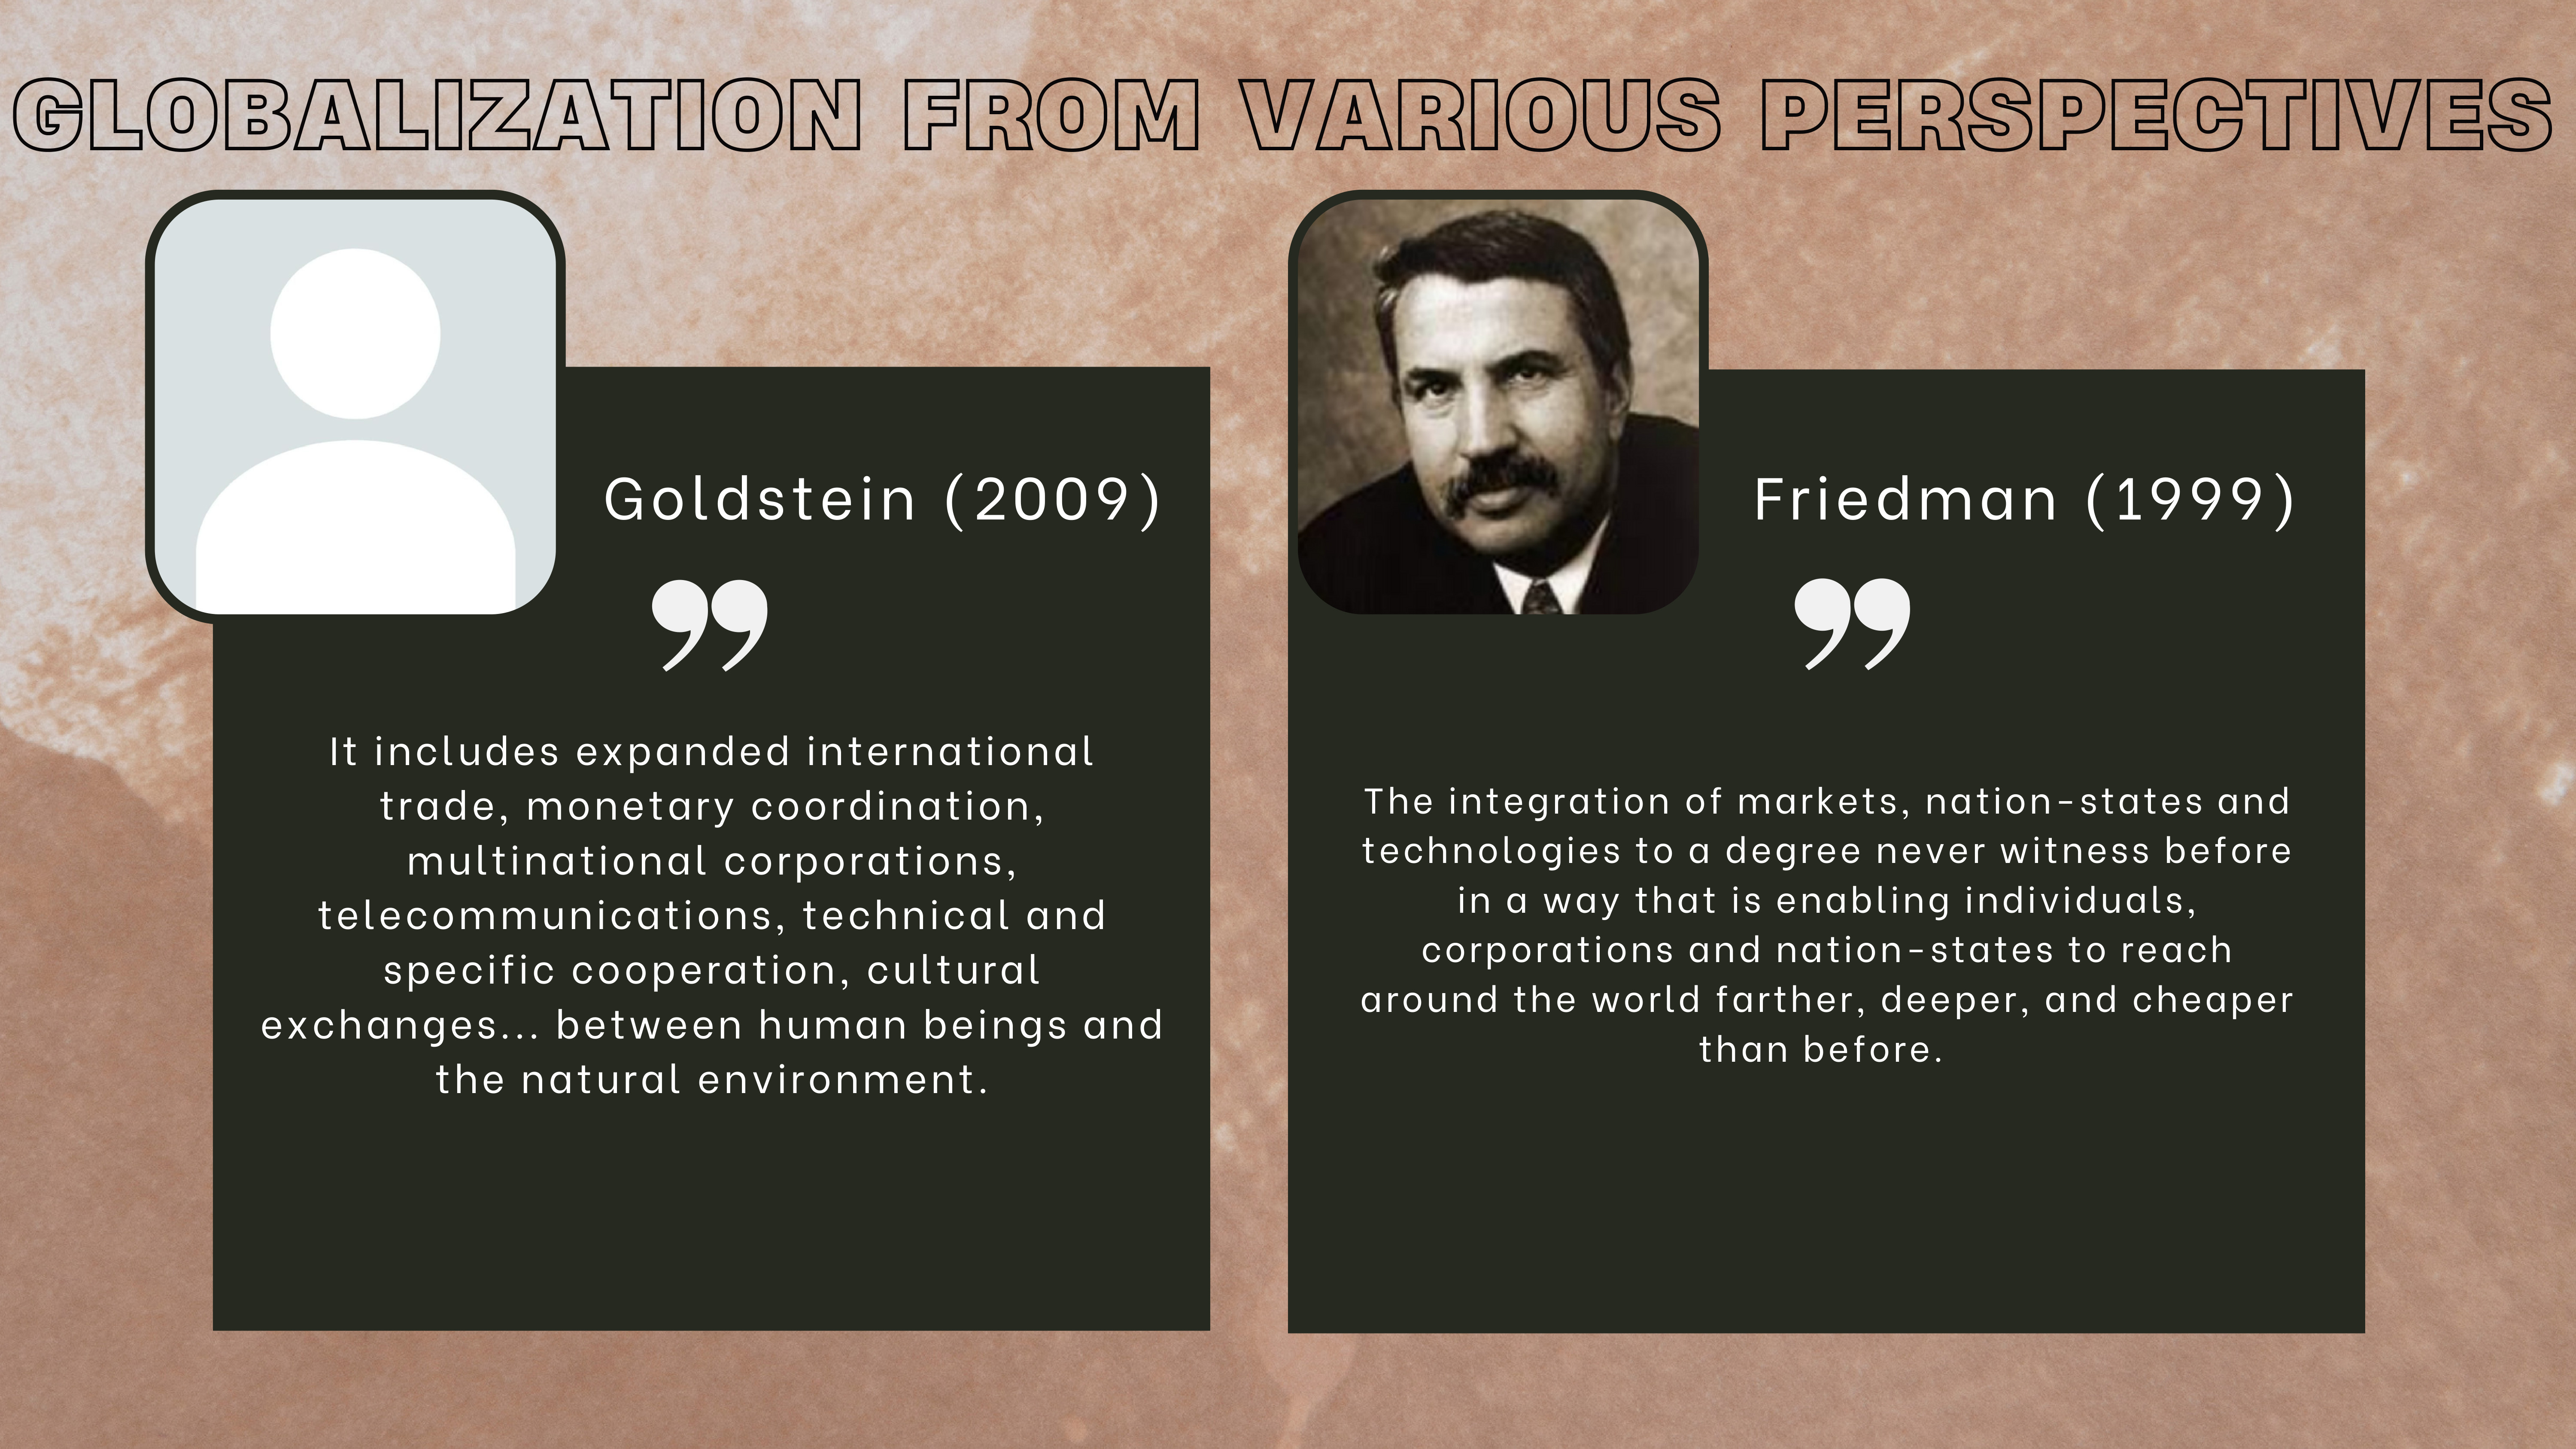 GLOBALIZATION FROM VARIOUS PERSPECTIVES
Goldstein (2009)
”
It includes expanded international
trade, monetary coordination,
multinational corporations,
telecommunications, technical and
specific cooperation, cultural
exchanges... between human beings and
the natural environment.
Friedman (1999)
”
The integration of markets, nation-states and
technologies to a degree never witness before
in a way that is enabling individuals,
corporations and nation-states to reach
around the world farther, deeper, and cheaper
than before.